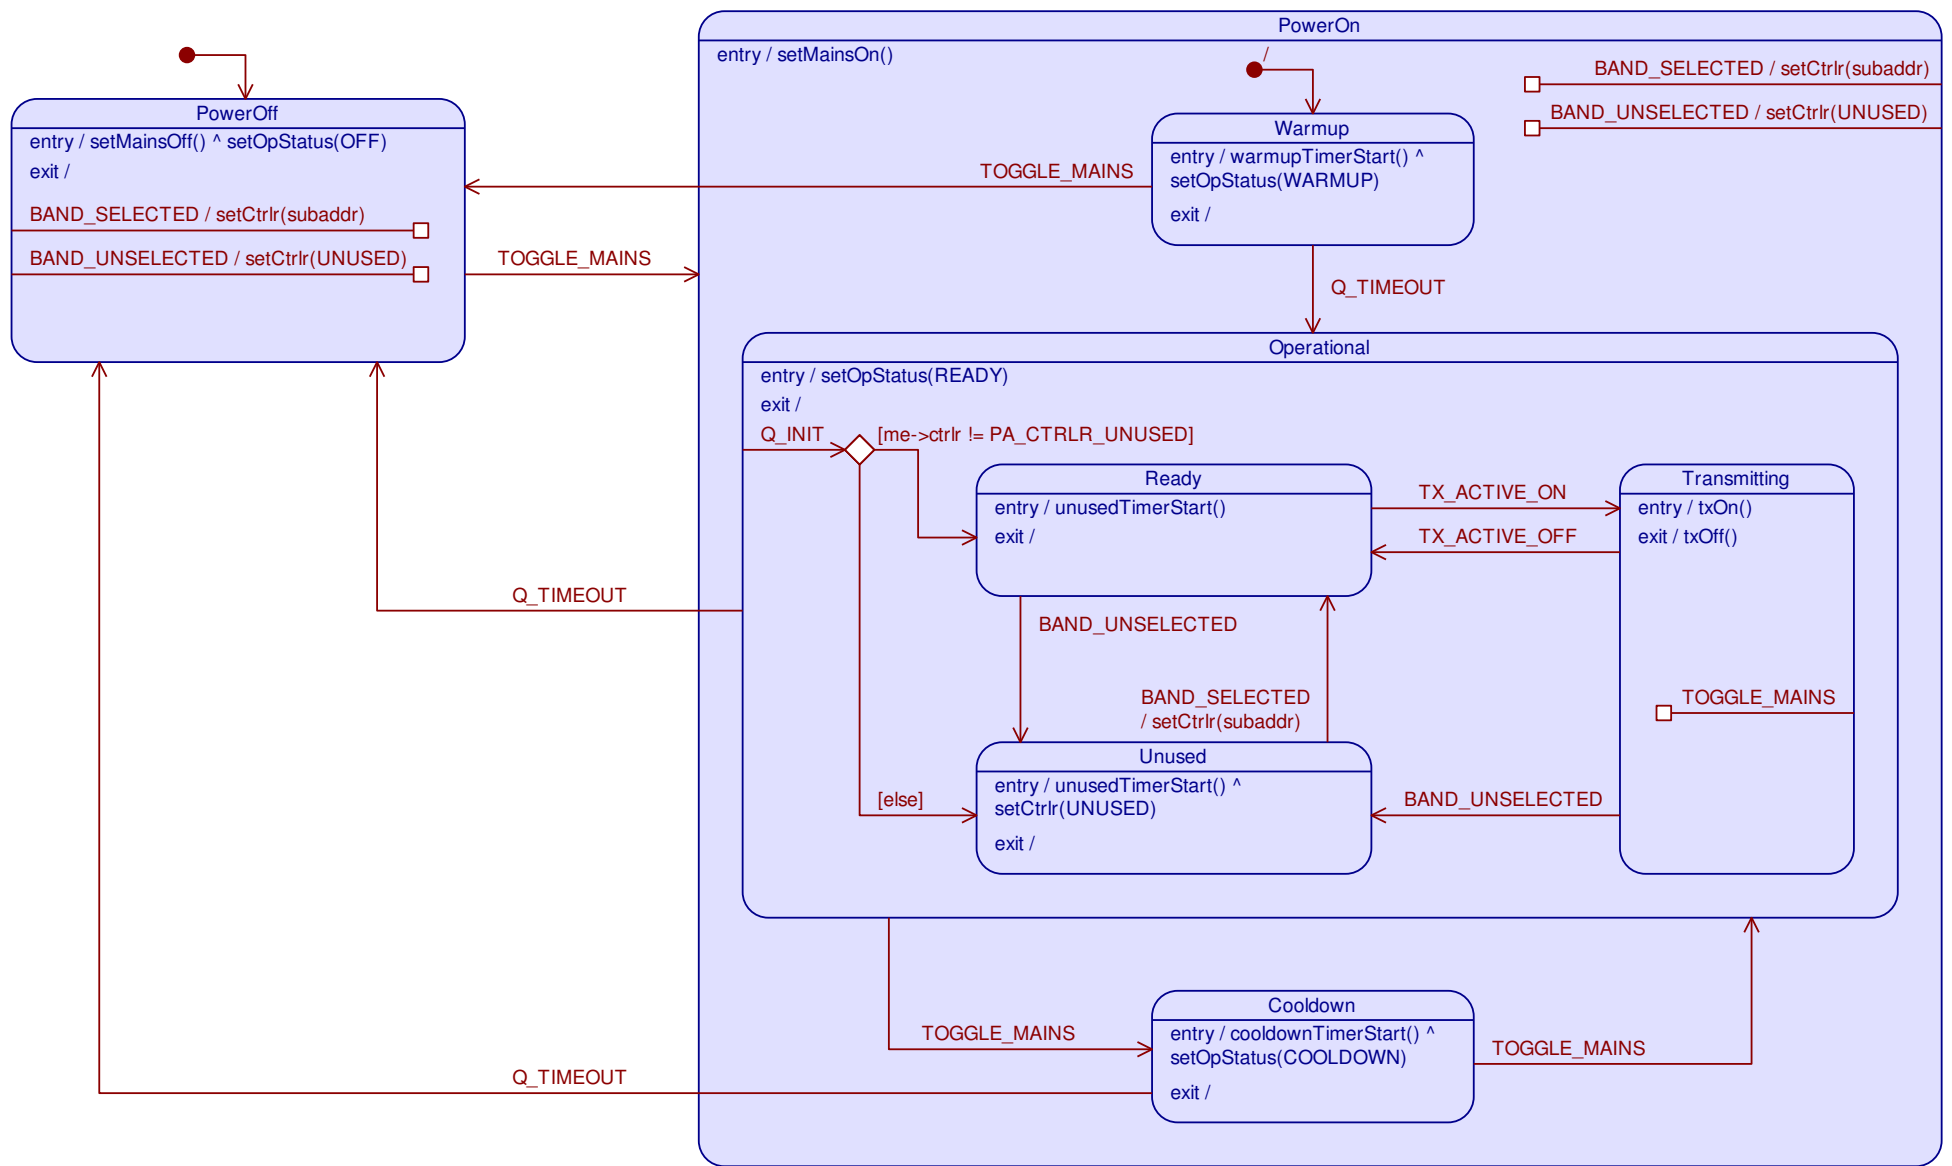 PowerOn
entry / setMainsOn()
/
BAND_SELECTED / setCtrlr(subaddr)
BAND_UNSELECTED / setCtrlr(UNUSED)
PowerOff
entry / setMainsOff() ^ setOpStatus(OFF)
exit /
BAND_SELECTED / setCtrlr(subaddr)
BAND_UNSELECTED / setCtrlr(UNUSED)
TOGGLE_MAINS
TOGGLE_MAINS
Warmup
entry / warmupTimerStart() ^
setOpStatus(WARMUP)
exit /
Q_TIMEOUT
Operational
entry / setOpStatus(READY)
exit /
Q_INIT
[me->ctrlr != PA_CTRLR_UNUSED]
Ready
entry / unusedTimerStart()
exit /
TX_ACTIVE_ON
TX_ACTIVE_OFF
Transmitting
entry / txOn()
exit / txOff()
Q_TIMEOUT
BAND_UNSELECTED
BAND_SELECTED
/ setCtrlr(subaddr)
TOGGLE_MAINS
Unused
entry / unusedTimerStart() ^
setCtrlr(UNUSED)
exit /
[else]
BAND_UNSELECTED
TOGGLE_MAINS
Cooldown
entry / cooldownTimerStart() ^
setOpStatus(COOLDOWN)
exit /
TOGGLE_MAINS
Q_TIMEOUT